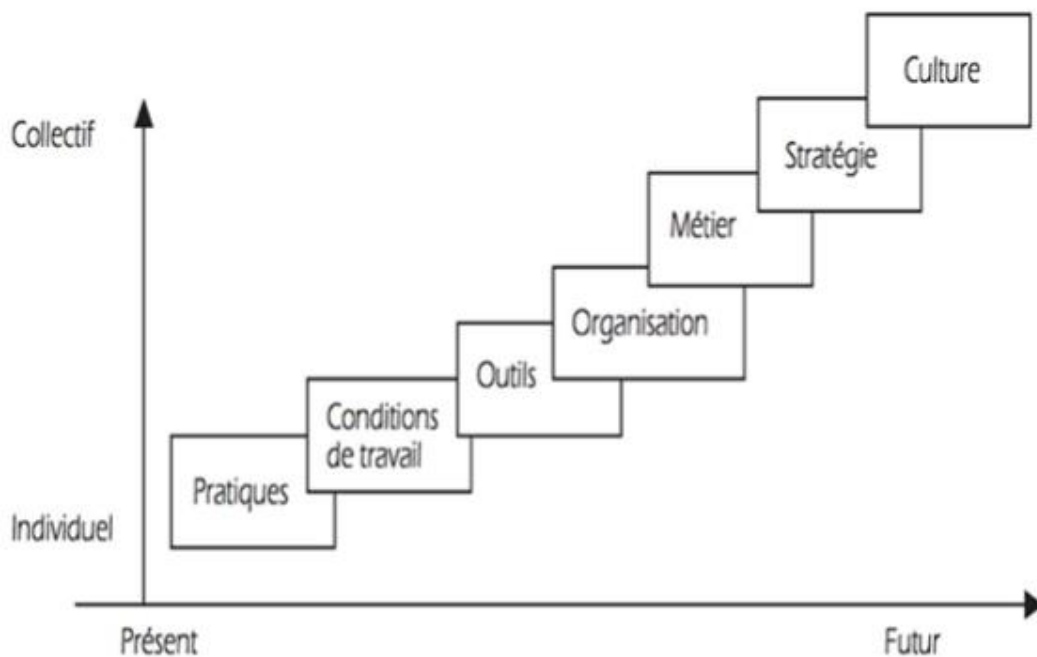 Culture
Collectif
Stratégie
Métier
Organisation
Outils
Conditions
de travail
Pratiques
Individuel
Présent
Futur